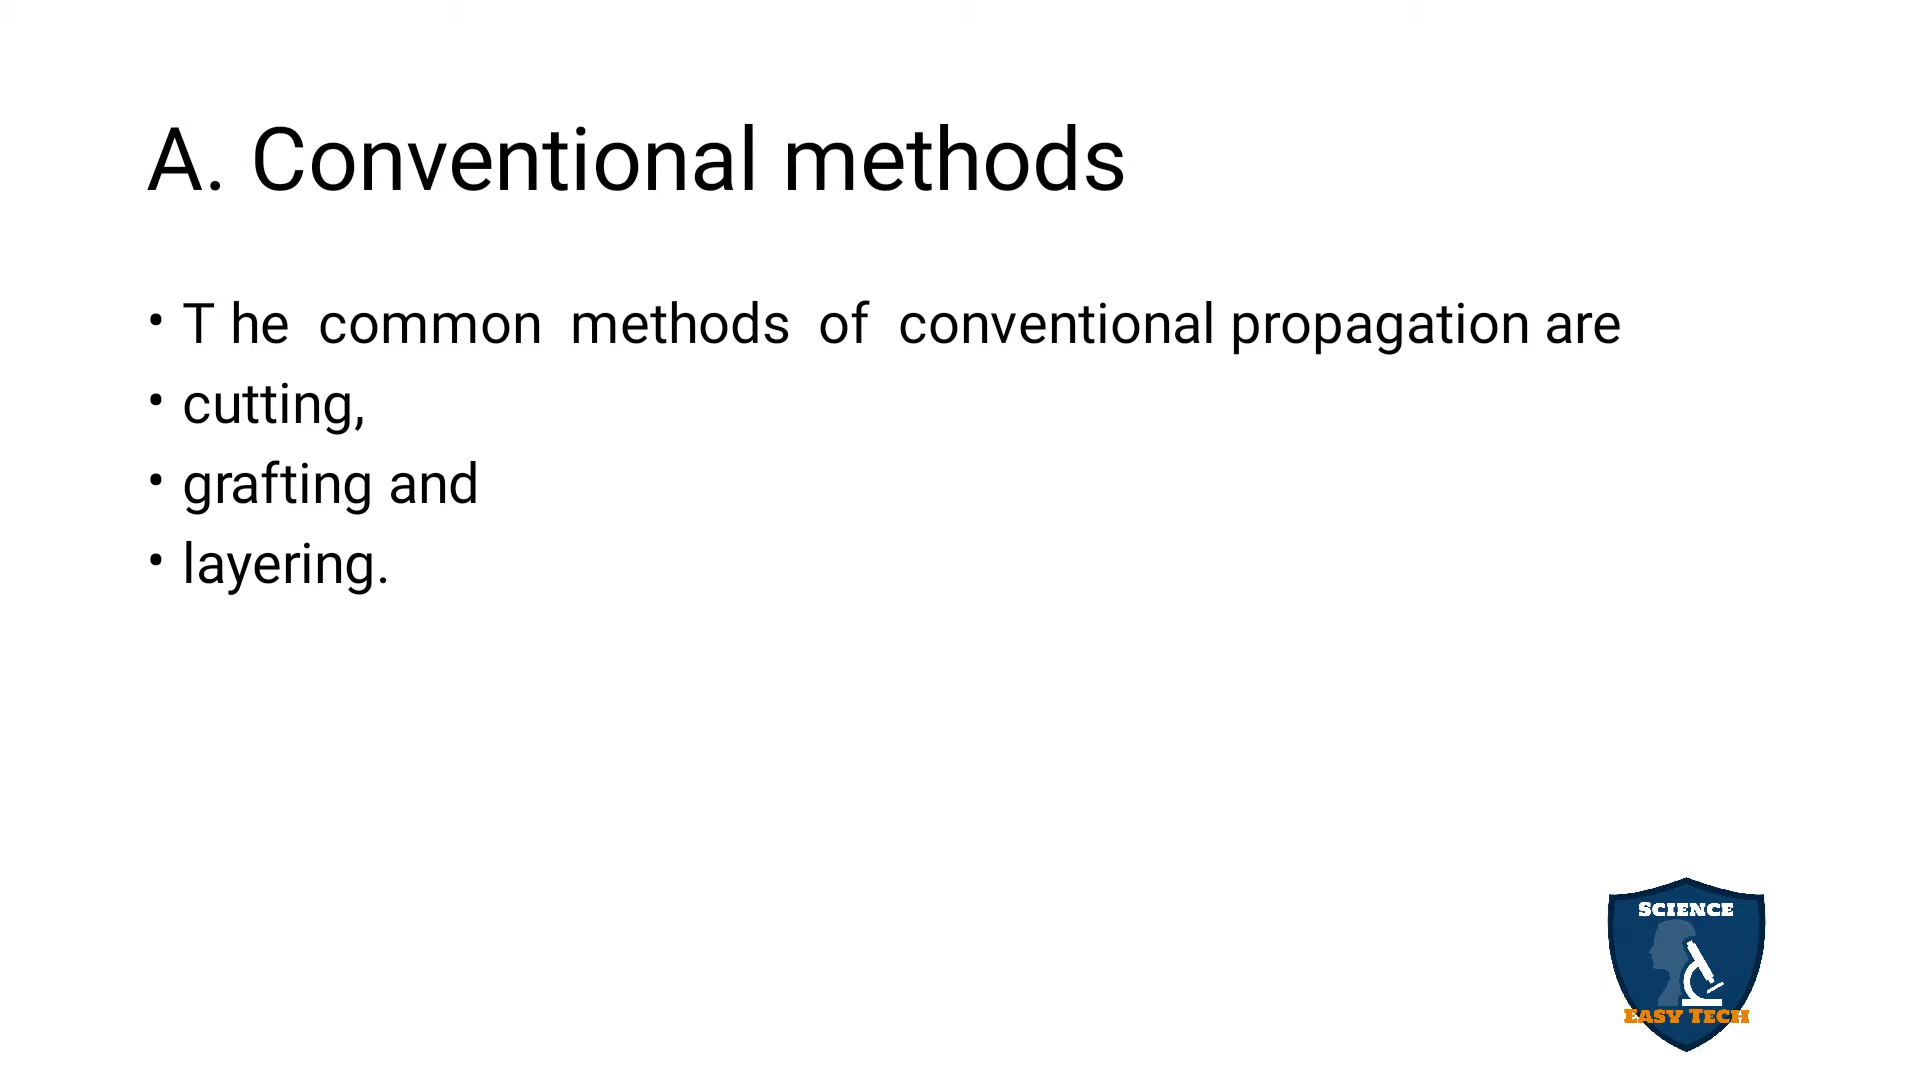 A. Conventional methods
• T he common methods of conventional propagation are
• cutting,
• grafting and
• layering.
SCIENCE
EASY TECH